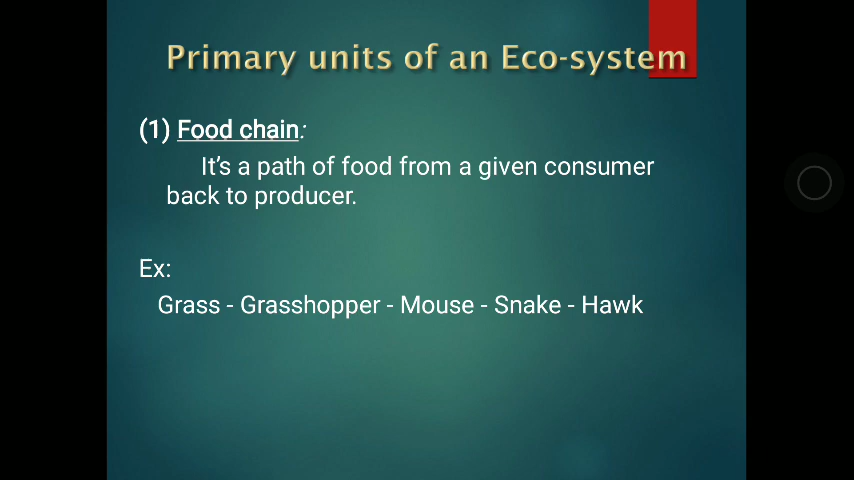 Primary units of an Eco-system
(1) Food chain:
It's a path of food from a given consumer
back to producer.
Ex:
Grass - Grasshopper - Mouse - Snake - Hawk